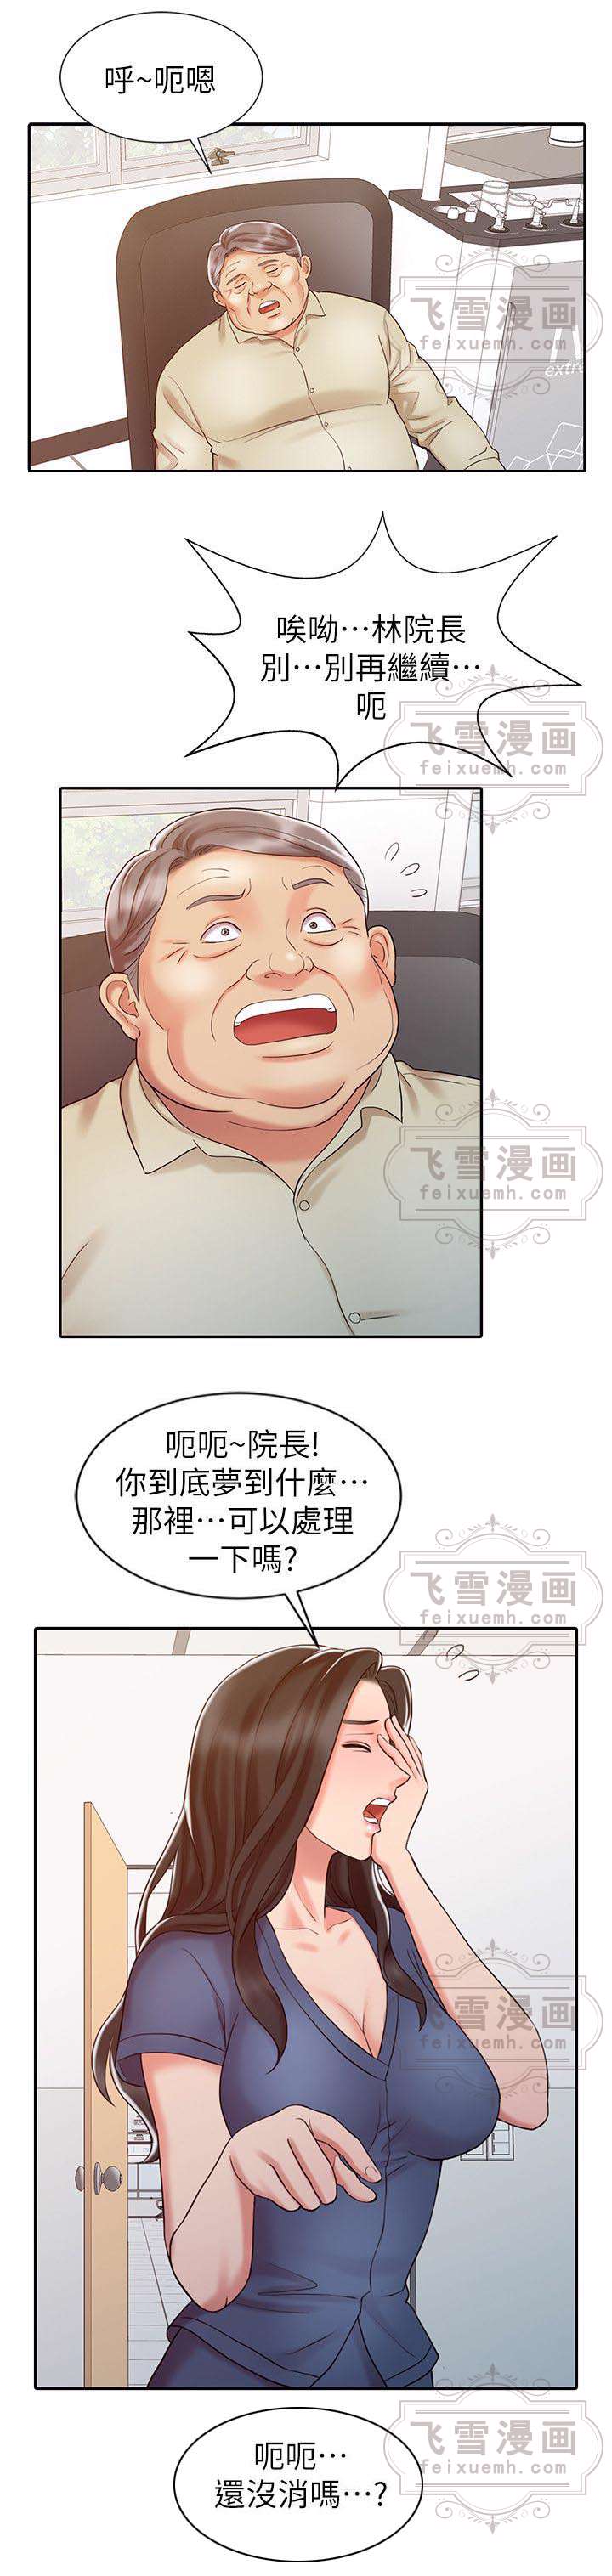 呼~呃嗯
飞雪漫画
feixuemh.com
extre
唉呦⋯林院長
別⋯別再繼續⋯
呃
飞雪漫画
feixuemh.com
飞雪漫画
feixuemh.com
呃呃~院長!
你到底夢到什麼⋯
那裡⋯可以處理
一下嗎?
飞雪漫画
feixuemh.com
飞雪漫画
feixuemh.com
飞雪漫画
feixuemh.com
呃呃⋯
還沒消嗎⋯?